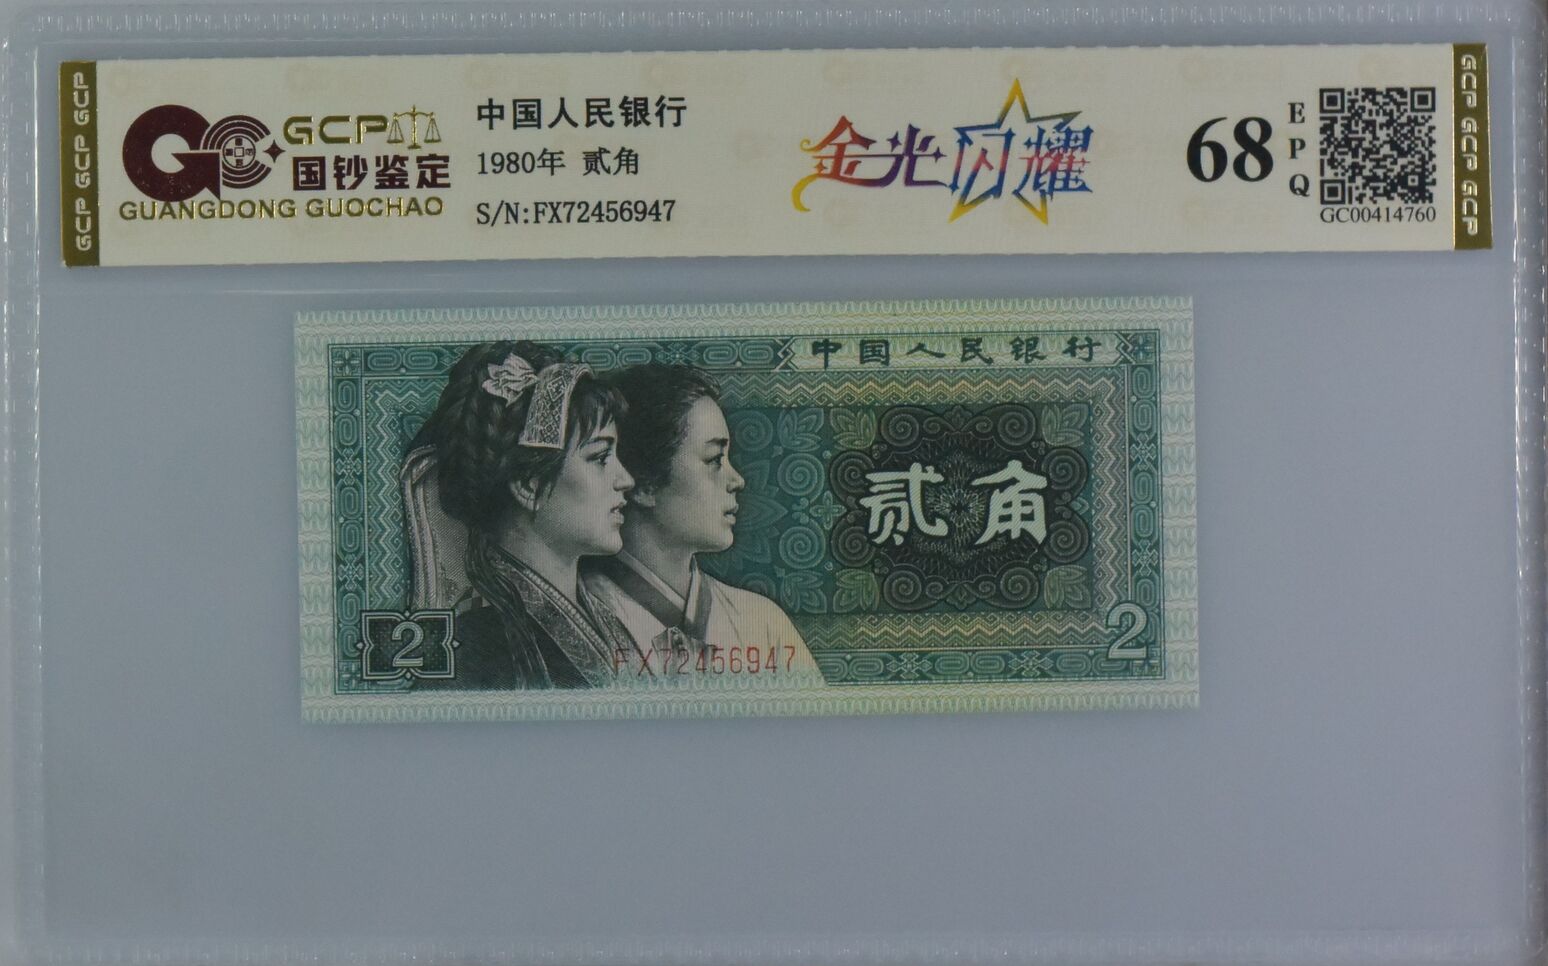 GCP GCP GCP
GCP
国钞鉴定
GUANGDONG GUOCHAO
中国人民银行
1980年 贰角
S/N:FX72456947
金光闪耀
68
EPQ
GC00414760
GCP GCP GCP
中国人民银行
贰角
2
2
FX72456947